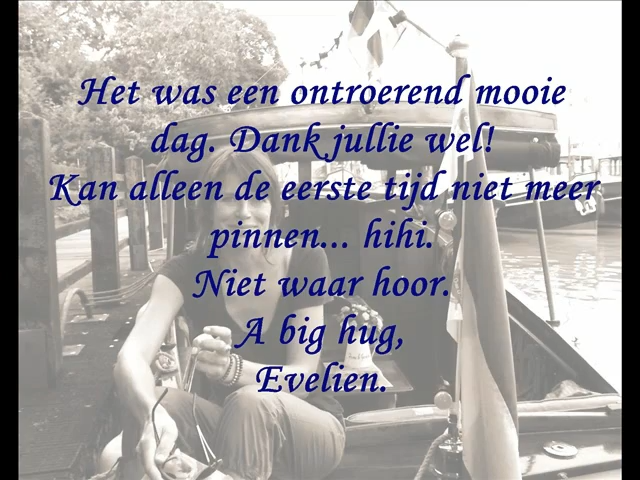 Het was een ontroerend mooie
dag. Dank jullie wel!
Kan alleen de eerste tijd niet meer
pinnen... hihi.
Niet waar hoor.
A big hug,
Evelien.